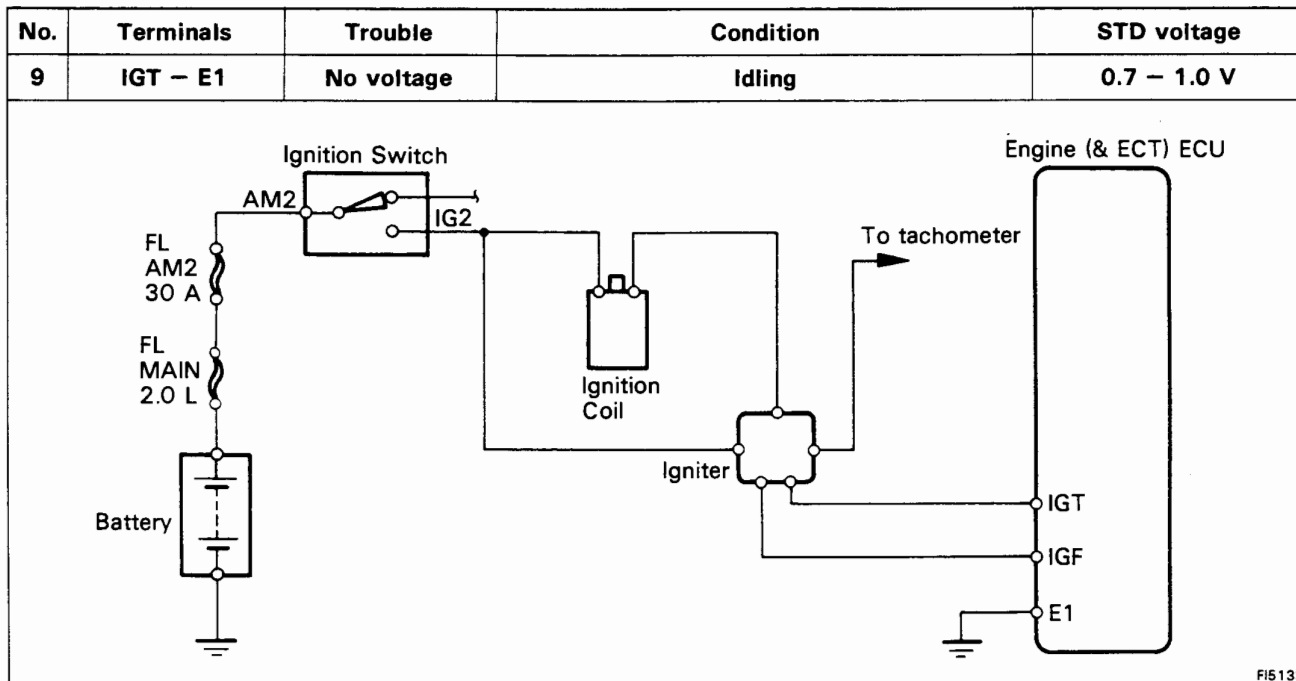 No. Terminals Trouble Condition STD voltage
9 IGT – E1 No voltage Idling 0.7 – 1.0 V
Ignition Switch
Engine (& ECT) ECU
AM2
IG2
To tachometer
FL
AM2
30 A
FL
MAIN
2.0 L
Ignition
Coil
Igniter
Battery
IGT
IGF
E1
FI513